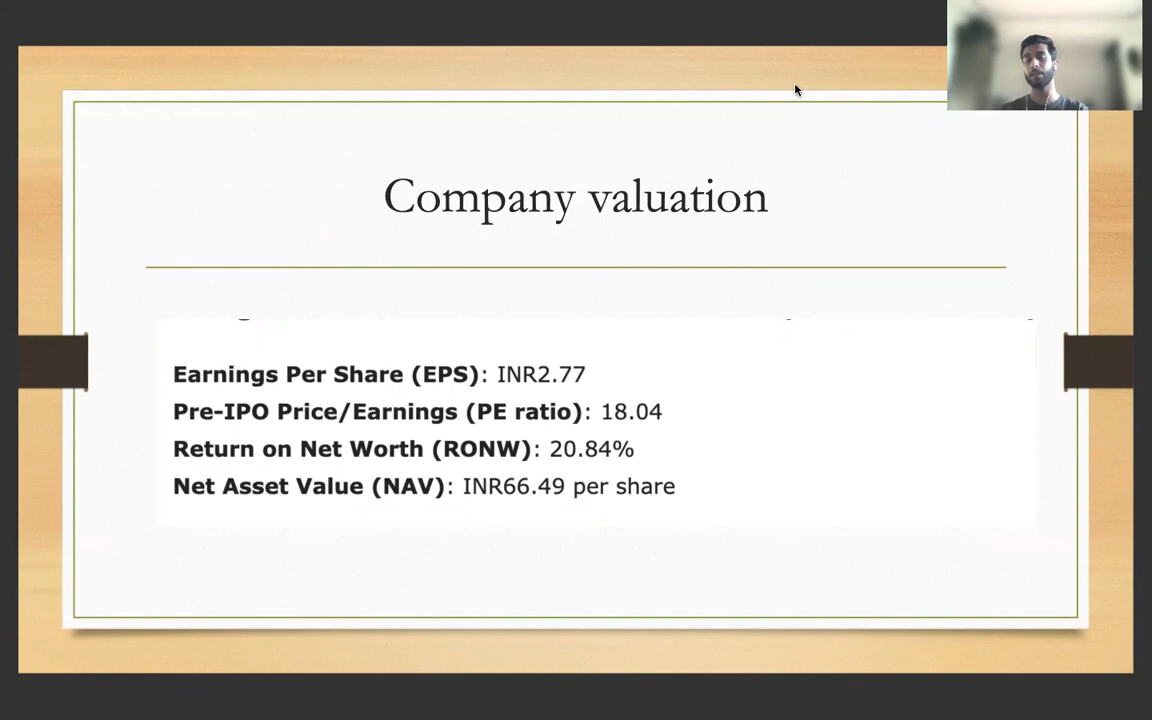 Company valuation
Earnings Per Share (EPS): INR2.77
Pre-IPO Price/Earnings (PE ratio): 18.04
Return on Net Worth (RONW): 20.84%
Net Asset Value (NAV): INR66.49 per share